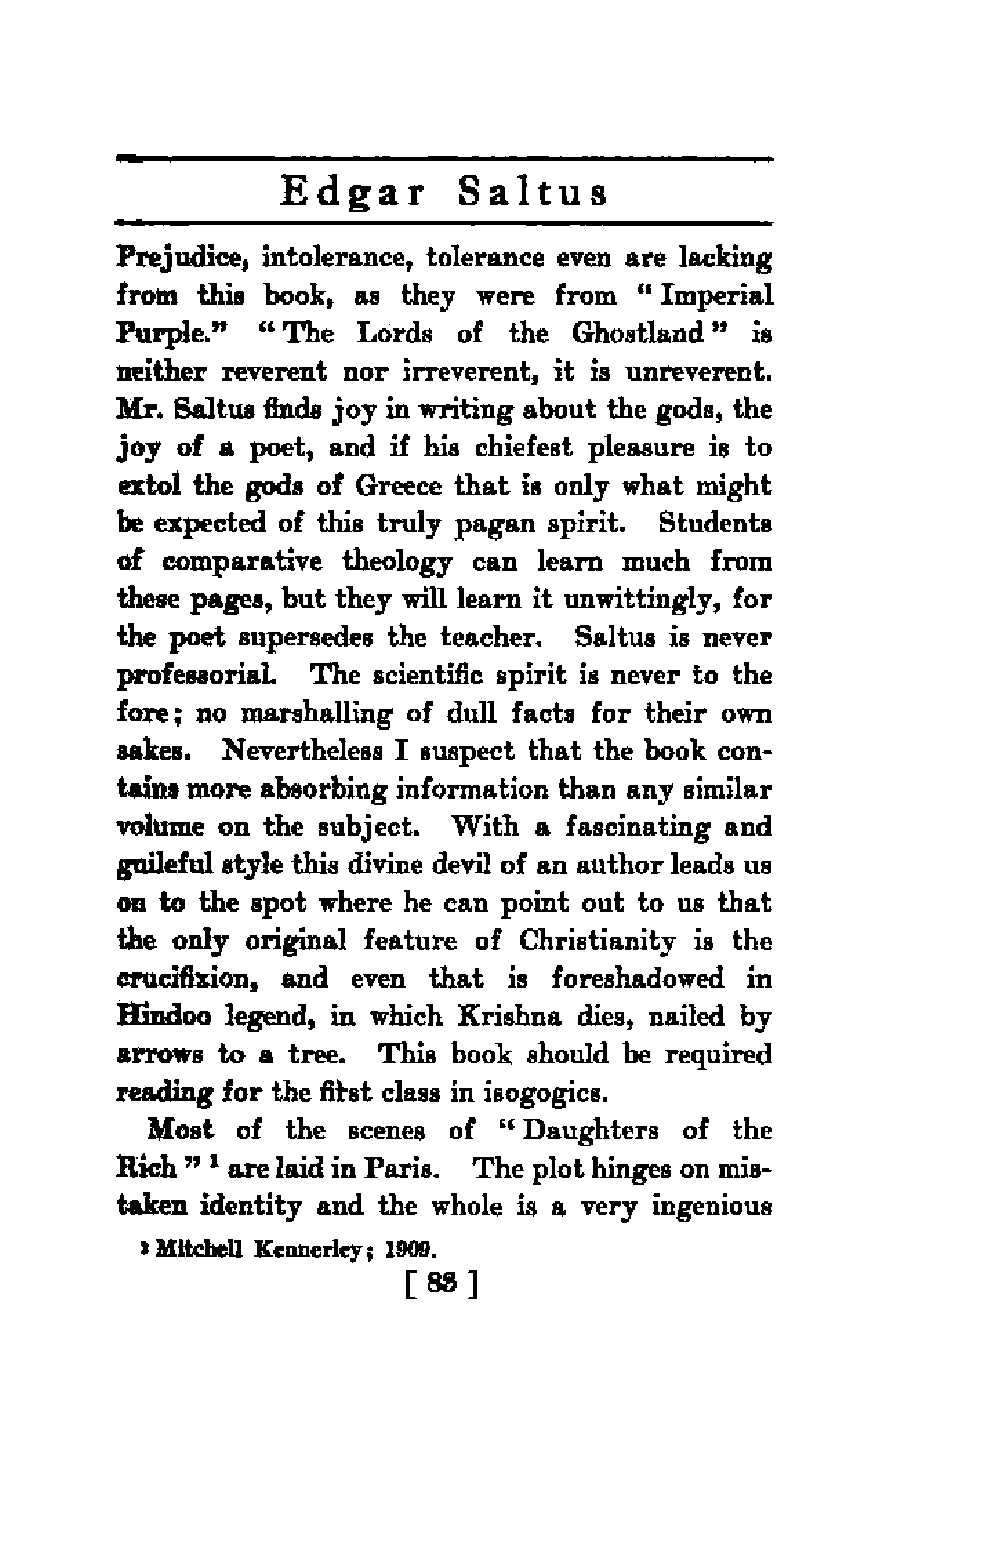 Edgar Saltus
Prejudice, intolerance, tolerance even are lacking
from this book, as they were from “ Imperial
Purple.” “ The Lords of the Ghostland ” is
neither reverent nor irreverent, it is unreverent.
Mr. Saltus finds joy in writing about the gods, the
joy of a poet, and if his chiefest pleasure is to
extol the gods of Greece that is only what might
be expected of this truly pagan spirit. Students
of comparative theology can learn much from
these pages, but they will learn it unwittingly, for
the poet supersedes the teacher. Saltus is never
professorial. The scientific spirit is never to the
fore; no marshalling of dull facts for their own
sakes. Nevertheless I suspect that the book con-
tains more absorbing information than any similar
volume on the subject. With a fascinating and
guileful style this divine devil of an author leads us
on to the spot where he can point out to us that
the only original feature of Christianity is the
crucifixion, and even that is foreshadowed in
Hindoo legend, in which Krishna dies, nailed by
arrows to a tree. This book should be required
reading for the first class in isogogics.
Most of the scenes of “ Daughters of the
Rich ” ¹ are laid in Paris. The plot hinges on mis-
taken identity and the whole is a very ingenious
¹ Mitchell Kennerley; 1909.
[ 83 ]